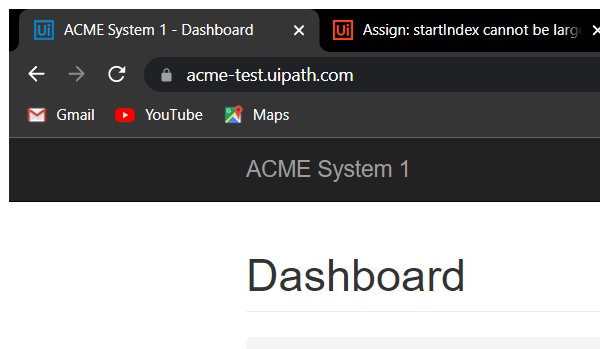 Ui ACME System 1 - Dashboard Ui Assign: startIndex cannot be large
acme-test.uipath.com
Gmail YouTube Maps
ACME System 1
Dashboard